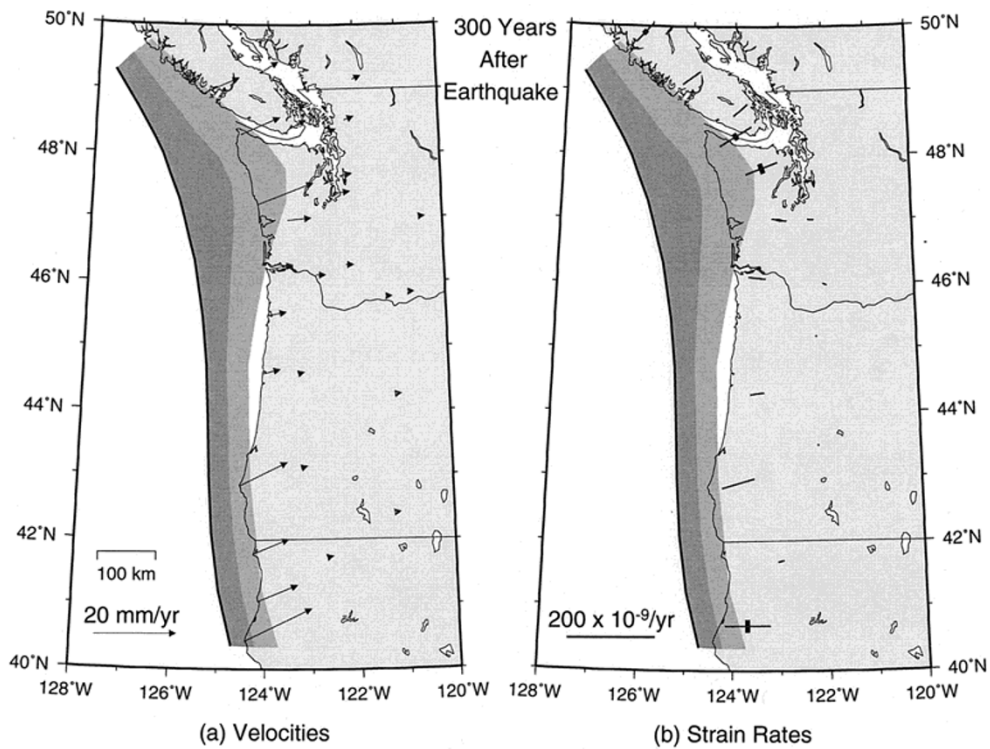 50°N
48°N
46°N
44°N
42°N
40°N
100 km
20 mm/yr
128°W 126°W 124°W 122°W 120°W
(a) Velocities
300 Years
After
Earthquake
50°N
48°N
46°N
44°N
42°N
40°N
200 x 10-9/yr
128°W 126°W 124°W 122°W 120°W
(b) Strain Rates